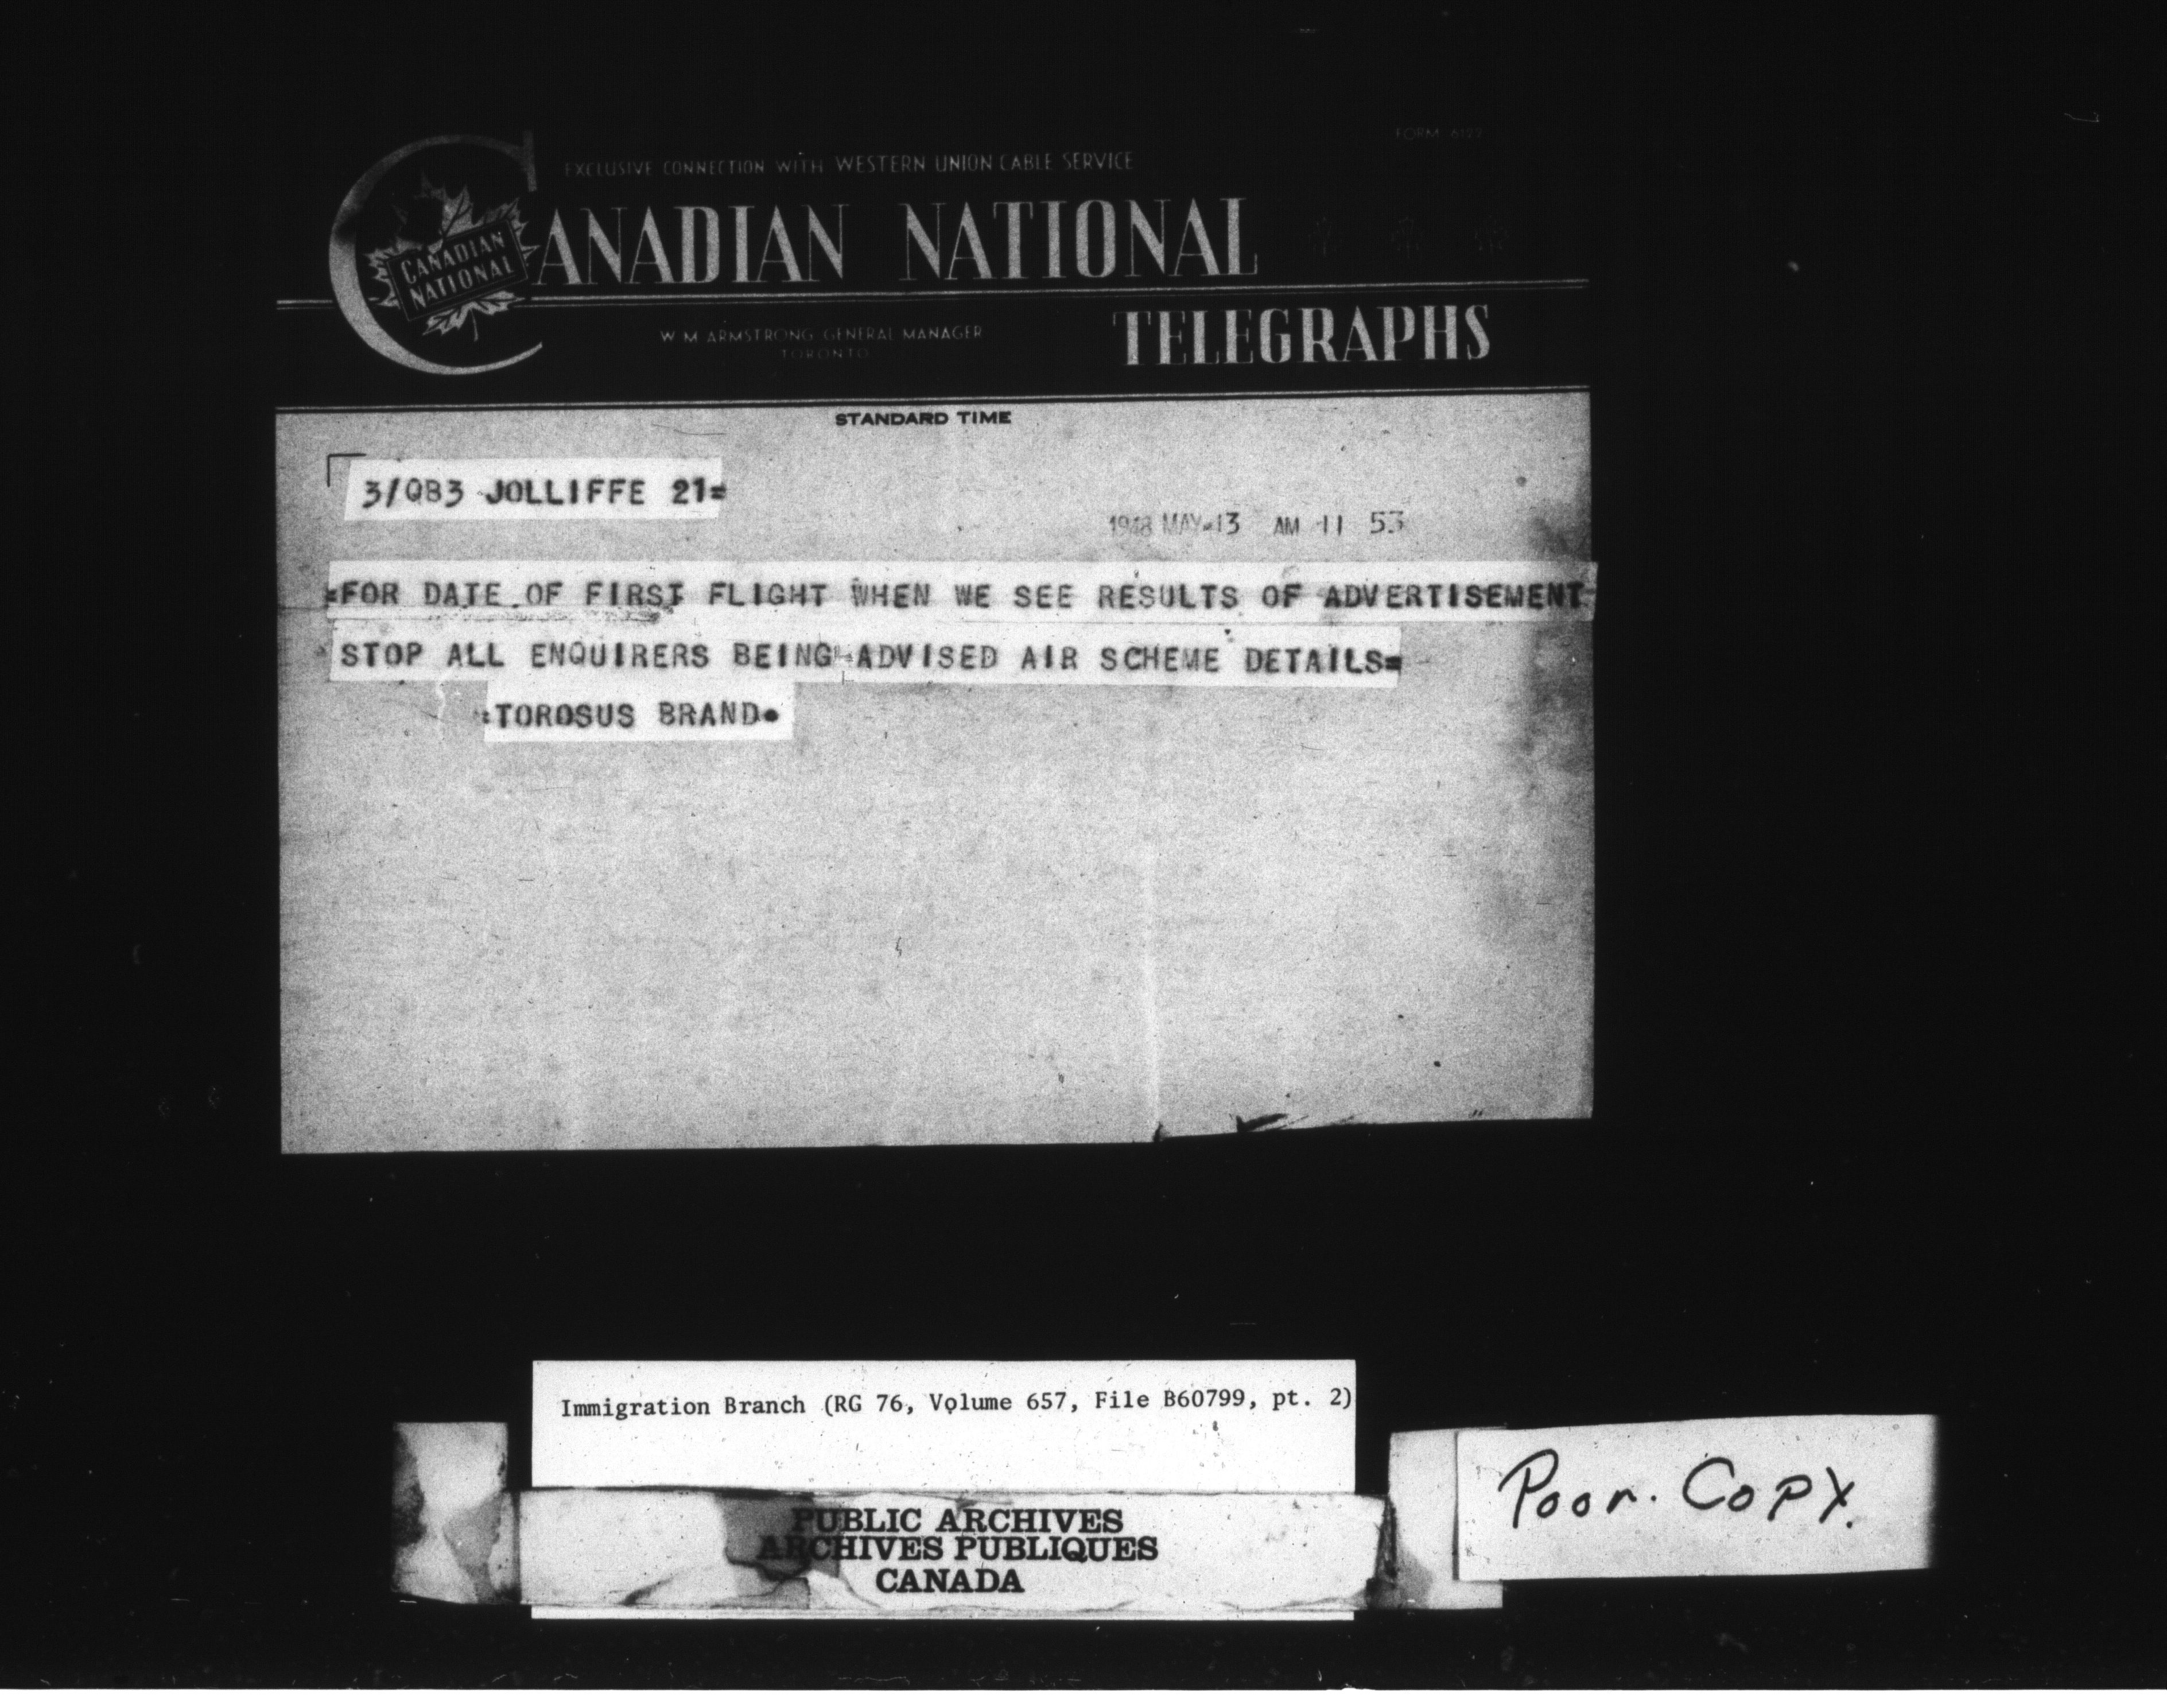 FORM 6122
EXCLUSIVE CONNECTION WITH WESTERN UNION CABLE SERVICE
CANADIAN NATIONAL
CANADIAN
NATIONAL
TELEGRAPHS
W M ARMSTRONG GENERAL MANAGER
TORONTO
STANDARD TIME
3/QB3 JOLLIFFE 21=
1948 MAY 13 AM 11 53
=FOR DATE OF FIRST FLIGHT WHEN WE SEE RESULTS OF ADVERTISEMENT
STOP ALL ENQUIRERS BEING ADVISED AIR SCHEME DETAILS=
=TOROSUS BRAND.
Immigration Branch (RG 76, Volume 657, File B60799, pt. 2)
PUBLIC ARCHIVES
ARCHIVES PUBLIQUES
CANADA
Poor. Copy.